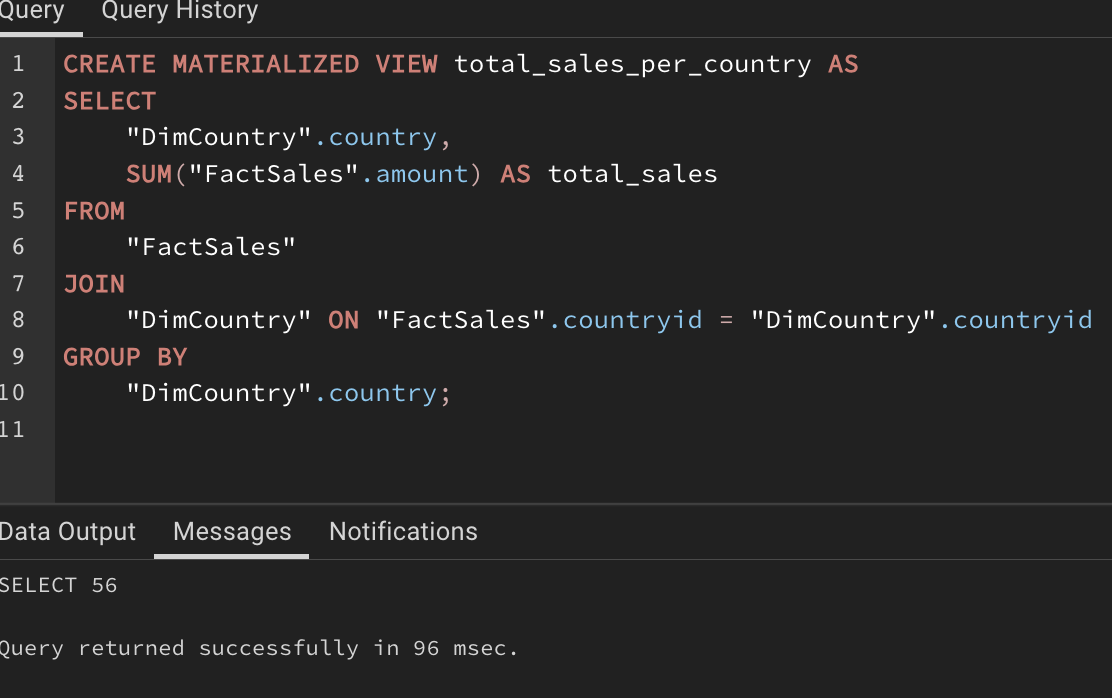 Query Query History
1 CREATE MATERIALIZED VIEW total_sales_per_country AS
2 SELECT
3 "DimCountry".country,
4 SUM("FactSales".amount) AS total_sales
5 FROM
6 "FactSales"
7 JOIN
8 "DimCountry" ON "FactSales".countryid = "DimCountry".countryid
9 GROUP BY
10 "DimCountry".country;
11
Data Output Messages Notifications
SELECT 56
Query returned successfully in 96 msec.